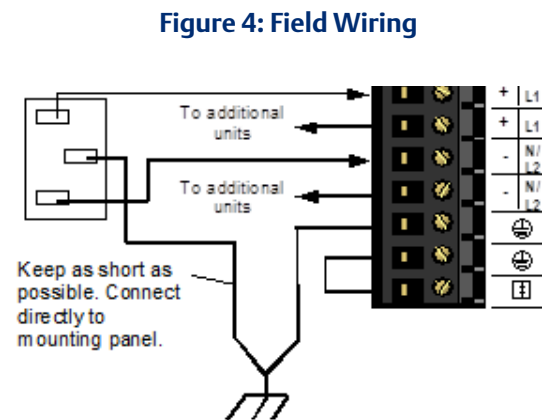 Figure 4: Field Wiring
To additional
units
To additional
units
Keep as short as
possible. Connect
directly to
mounting panel.
+ L1
+ L1
- N/
L2
- N/
L2